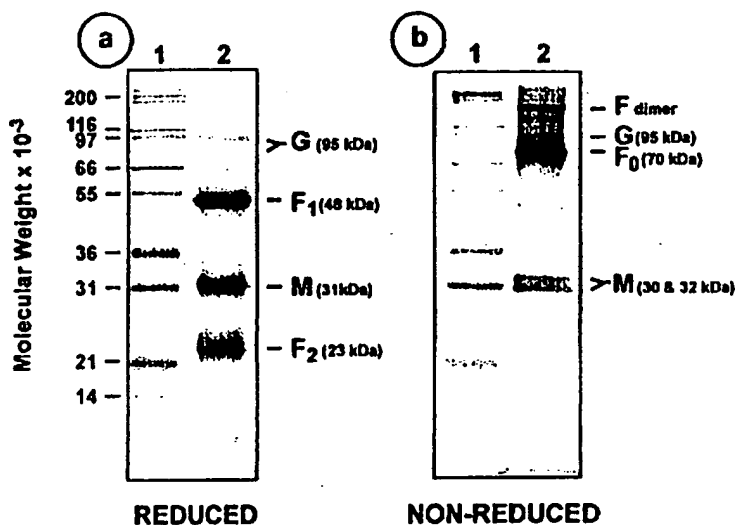 a
1 2
Molecular Weight x 10⁻³
200
116
97
66
55
36
31
21
14
G (95 kDa)
F₁ (48 kDa)
M (31kDa)
F₂ (23 kDa)
REDUCED
b
1 2
F dimer
G (95 kDa)
F₀ (70 kDa)
M (30 & 32 kDa)
NON-REDUCED